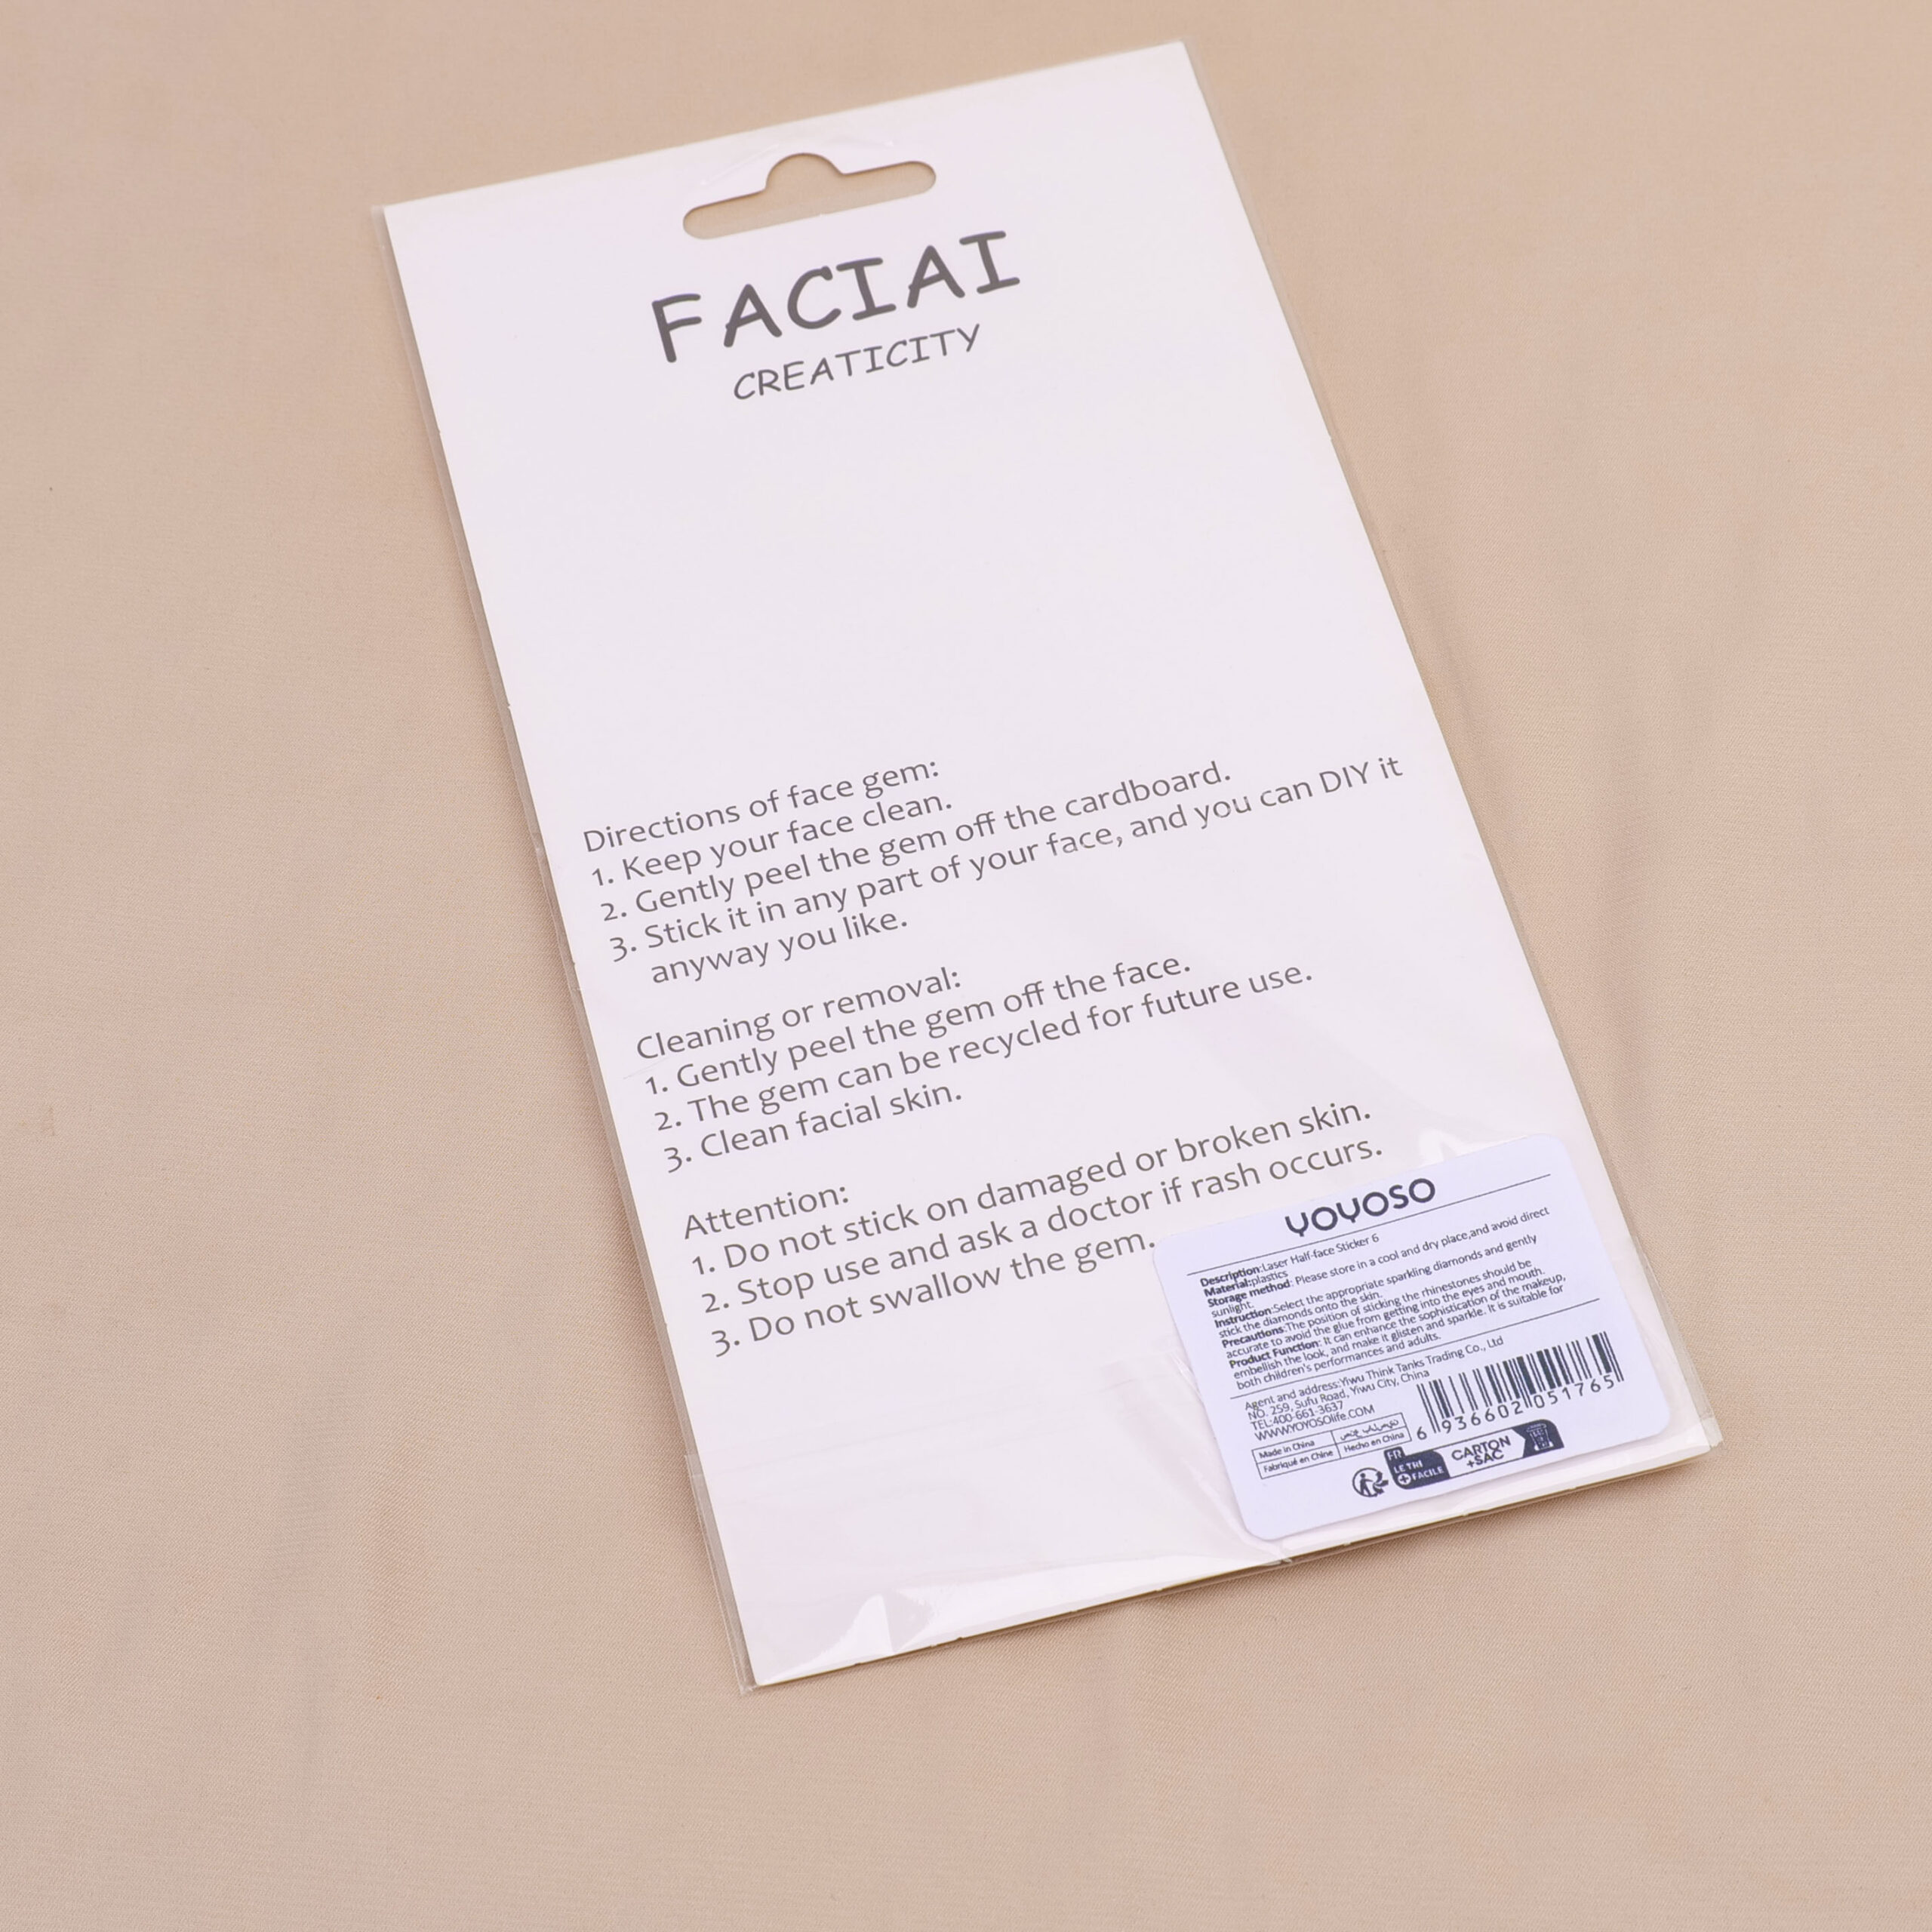 FACIAI
CREATICITY
Directions of face gem:
1. Keep your face clean.
2. Gently peel the gem off the cardboard.
3. Stick it in any part of your face, and you can DIY it
anyway you like.
Cleaning or removal:
1. Gently peel the gem off the face.
2. The gem can be recycled for future use.
3. Clean facial skin.
Attention:
1. Do not stick on damaged or broken skin.
2. Stop use and ask a doctor if rash occurs.
3. Do not swallow the gem.
YOYOSO
Description:Laser Half-face Sticker 6
Material:plastics
Storage method: Please store in a cool and dry place,and avoid direct
sunlight.
Instruction:Select the appropriate sparkling diamonds and gently
stick the diamonds onto the skin.
Precautions:The position of sticking the rhinestones should be
accurate to avoid the glue from getting into the eyes and mouth.
Product Function: It can enhance the sophistication of the makeup,
embellish the look, and make it glisten and sparkle. It is suitable for
both children's performances and adults.
Agent and address:Yiwu Think Tanks Trading Co., Ltd
NO. 259, Sufu Road, Yiwu City, China
TEL:400-661-3637
WWW.YOYOSOlife.COM
Made in China
Fabriqué en Chine Hecho en China
6 936602 051765
FR
LE TRI
+ FACILE
CARTON
+SAC